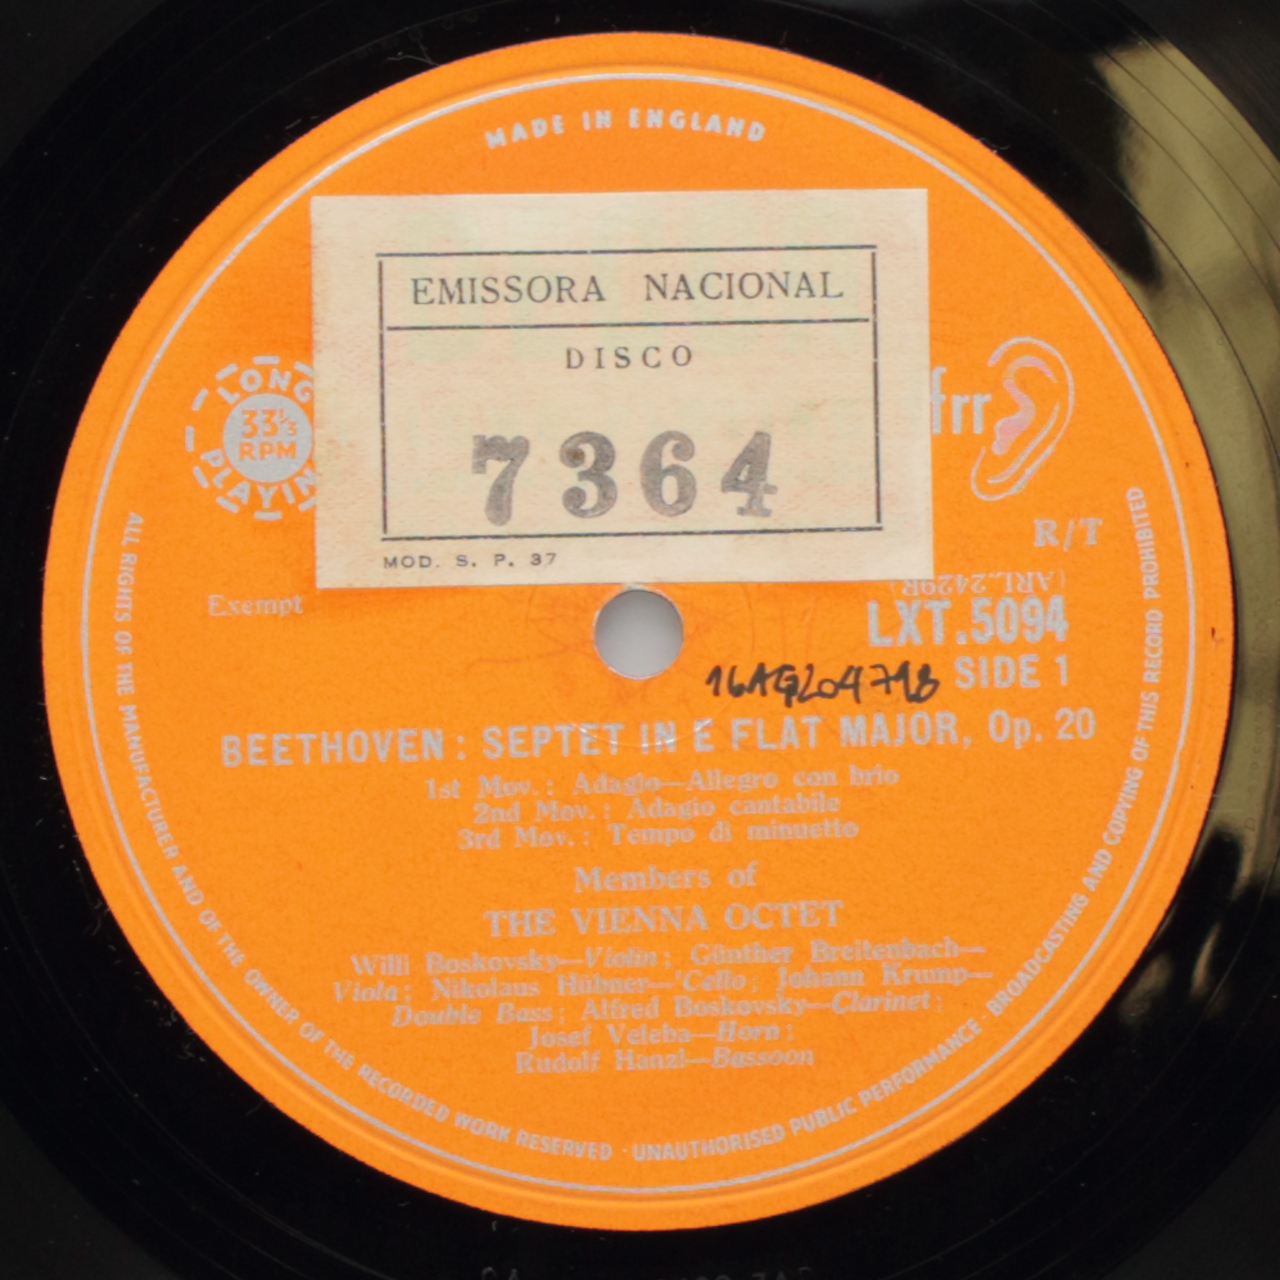 MADE IN ENGLAND
EMISSORA NACIONAL
DISCO
7364
MOD. S. P. 37
LONG
33⅓
RPM
PLAYIN
frr
R/T
(ARL.2429R)
Exempt
LXT.5094
SIDE 1
BEETHOVEN : SEPTET IN E FLAT MAJOR, Op. 20
1st Mov.: Adagio—Allegro con brio
2nd Mov.: Adagio cantabile
3rd Mov.: Tempo di minuetto
Members of
THE VIENNA OCTET
Willi Boskovsky—Violin; Günther Breitenbach—
Viola; Nikolaus Hübner—'Cello; Johann Krump—
Double Bass; Alfred Boskovsky—Clarinet;
Josef Veleba—Horn;
Rudolf Hanzl—Bassoon
ALL RIGHTS OF THE MANUFACTURER AND OF THE OWNER OF THE RECORDED WORK RESERVED · UNAUTHORISED PUBLIC PERFORMANCE · BROADCASTING AND COPYING OF THIS RECORD PROHIBITED